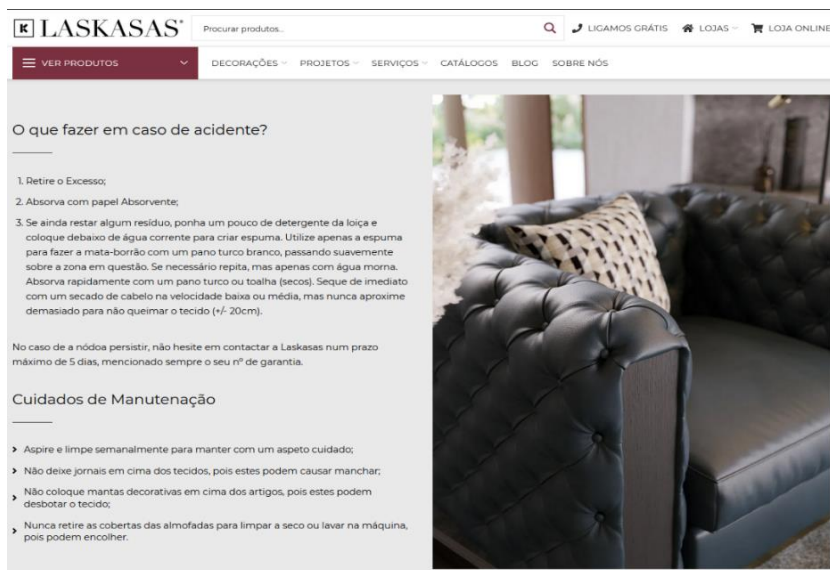 K LASKASAS®
Procurar produtos...
LIGAMOS GRÁTIS
LOJAS
LOJA ONLINE
VER PRODUTOS
DECORAÇÕES
PROJETOS
SERVIÇOS
CATÁLOGOS
BLOG
SOBRE NÓS
O que fazer em caso de acidente?
1. Retire o Excesso;
2. Absorva com papel Absorvente;
3. Se ainda restar algum resíduo, ponha um pouco de detergente da loiça e
coloque debaixo de água corrente para criar espuma. Utilize apenas a espuma
para fazer a mata-borrão com um pano turco branco, passando suavemente
sobre a zona em questão. Se necessário repita, mas apenas com água morna.
Absorva rapidamente com um pano turco ou toalha (secos). Seque de imediato
com um secado de cabelo na velocidade baixa ou média, mas nunca aproxime
demasiado para não queimar o tecido (+/- 20cm).
No caso de a nódoa persistir, não hesite em contactar a Laskasas num prazo
máximo de 5 dias, mencionado sempre o seu nº de garantia.
Cuidados de Manutenação
Aspire e limpe semanalmente para manter com um aspeto cuidado;
Não deixe jornais em cima dos tecidos, pois estes podem causar manchar;
Não coloque mantas decorativas em cima dos artigos, pois estes podem
desbotar o tecido;
Nunca retire as cobertas das almofadas para limpar a seco ou lavar na máquina,
pois podem encolher.